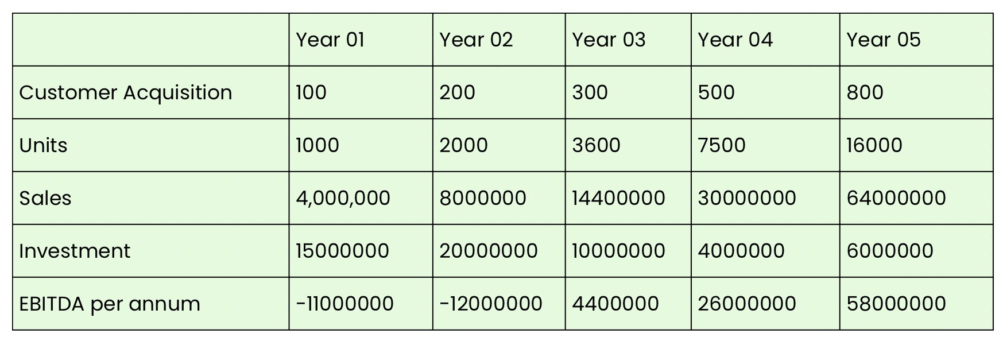 Year 01 Year 02 Year 03 Year 04 Year 05
Customer Acquisition 100 200 300 500 800
Units 1000 2000 3600 7500 16000
Sales 4,000,000 8000000 14400000 30000000 64000000
Investment 15000000 20000000 10000000 4000000 6000000
EBITDA per annum -11000000 -12000000 4400000 26000000 58000000